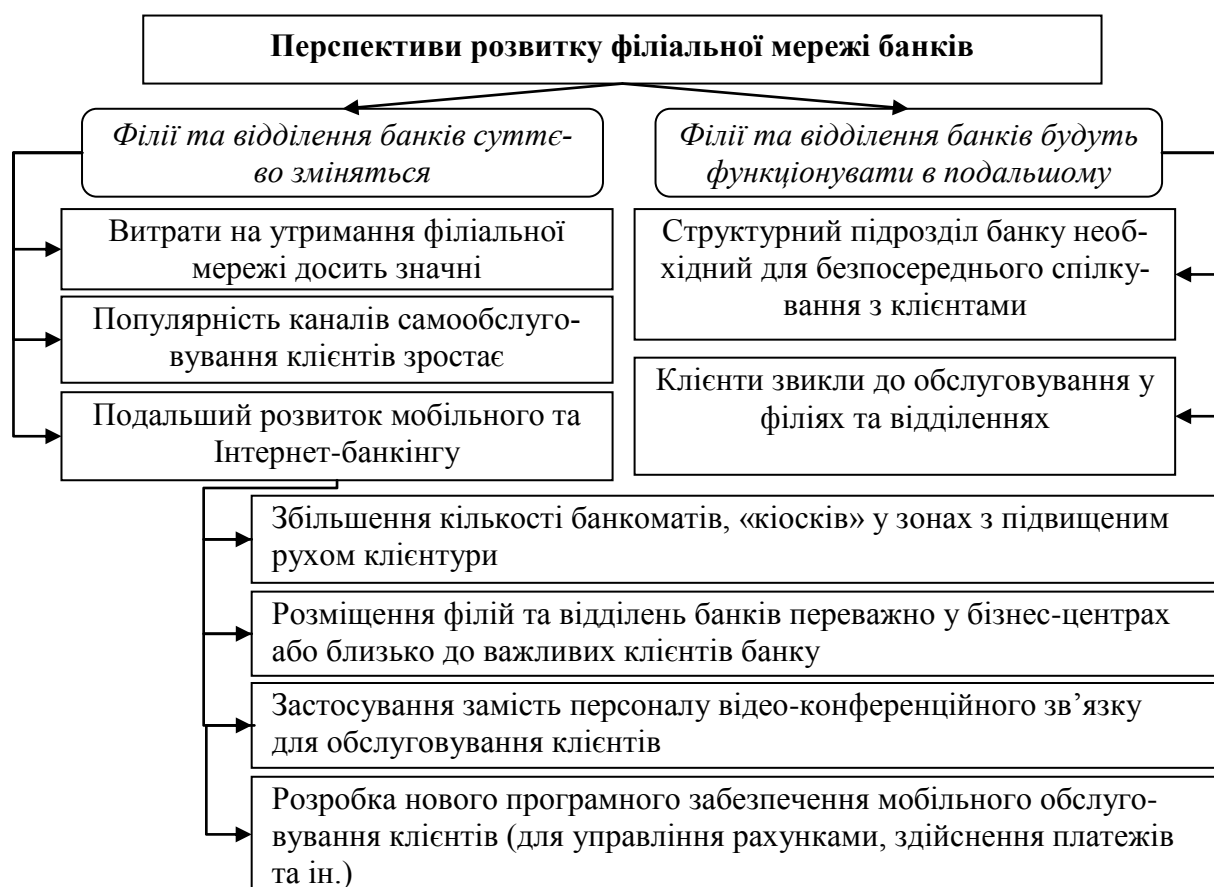 Перспективи розвитку філіальної мережі банків
Філії та відділення банків суттє-
во зміняться
Філії та відділення банків будуть
функціонувати в подальшому
Витрати на утримання філіальної
мережі досить значні
Популярність каналів самообслуго-
вування клієнтів зростає
Подальший розвиток мобільного та
Інтернет-банкінгу
Структурний підрозділ банку необ-
хідний для безпосереднього спілку-
вання з клієнтами
Клієнти звикли до обслуговування у
філіях та відділеннях
Збільшення кількості банкоматів, «кіосків» у зонах з підвищеним
рухом клієнтури
Розміщення філій та відділень банків переважно у бізнес-центрах
або близько до важливих клієнтів банку
Застосування замість персоналу відео-конференційного зв’язку
для обслуговування клієнтів
Розробка нового програмного забезпечення мобільного обслуго-
вування клієнтів (для управління рахунками, здійснення платежів
та ін.)